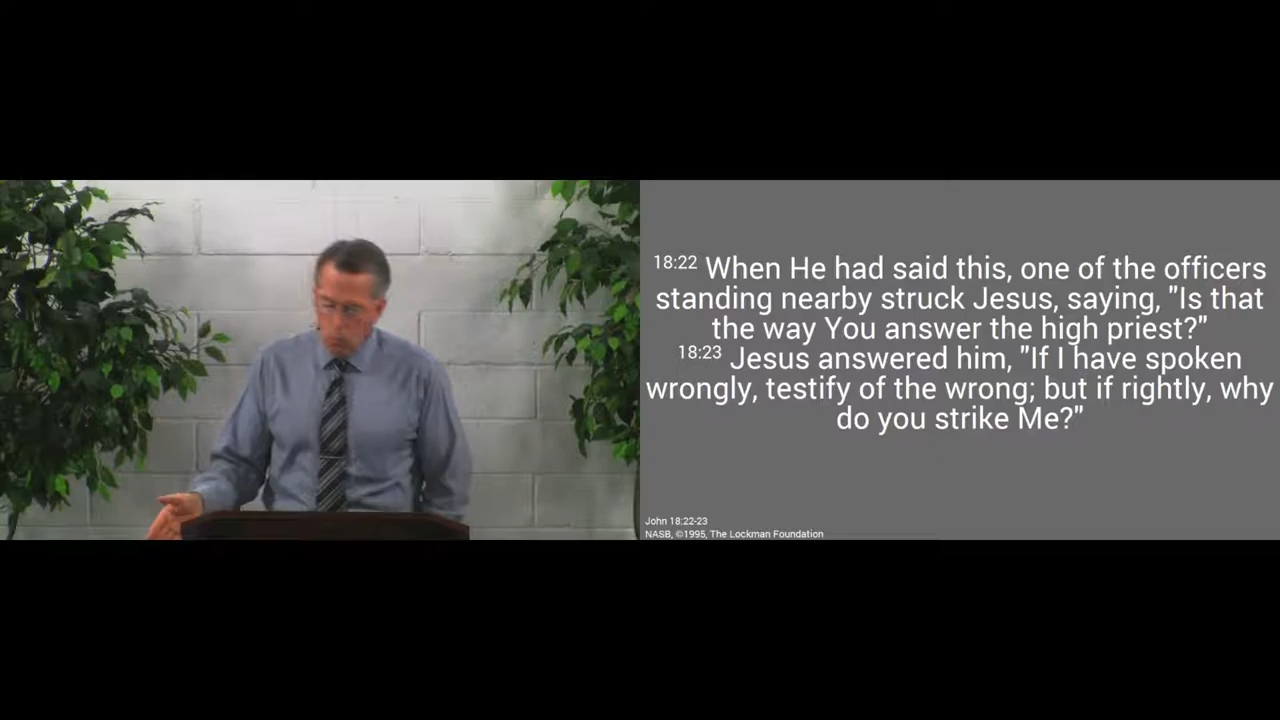 18:22 When He had said this, one of the officers
standing nearby struck Jesus, saying, "Is that
the way You answer the high priest?"
18:23 Jesus answered him, "If I have spoken
wrongly, testify of the wrong; but if rightly, why
do you strike Me?"
John 18:22-23
NASB, ©1995, The Lockman Foundation